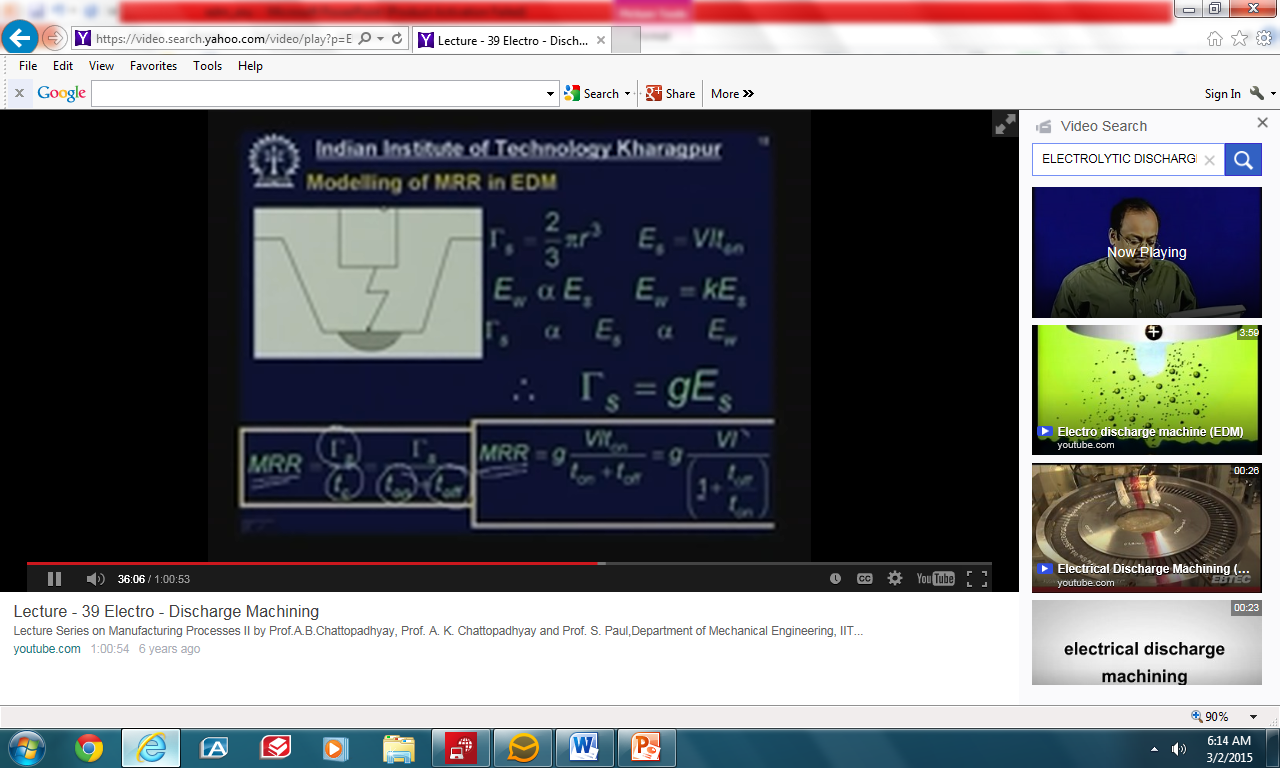 https://video.search.yahoo.com/video/play?p=E
Lecture - 39 Electro - Disch...
File Edit View Favorites Tools Help
Google
Search
Share
More »
Sign In
Indian Institute of Technology Kharagpur
Modelling of MRR in EDM
Γs = 2/3 πr³ Es = VIton
Ew α Es Ew = kEs
Γs α Es α Ew
∴ Γs = gEs
MRR = Γs/tc = Γs/(ton + toff)
MRR = g VIton/(ton + toff) = g VI/(1 + toff/ton)
36:06 / 1:00:53
CC
YouTube
Lecture - 39 Electro - Discharge Machining
Lecture Series on Manufacturing Processes II by Prof.A.B.Chattopadhyay, Prof. A. K. Chattopadhyay and Prof. S. Paul,Department of Mechanical Engineering, IIT...
youtube.com 1:00:54 6 years ago
Video Search
ELECTROLYTIC DISCHARG
Now Playing
3:59
Electro discharge machine (EDM)
youtube.com
00:26
Electrical Discharge Machining (...
youtube.com
EBTEC
00:23
electrical discharge
machining
90%
6:14 AM
3/2/2015